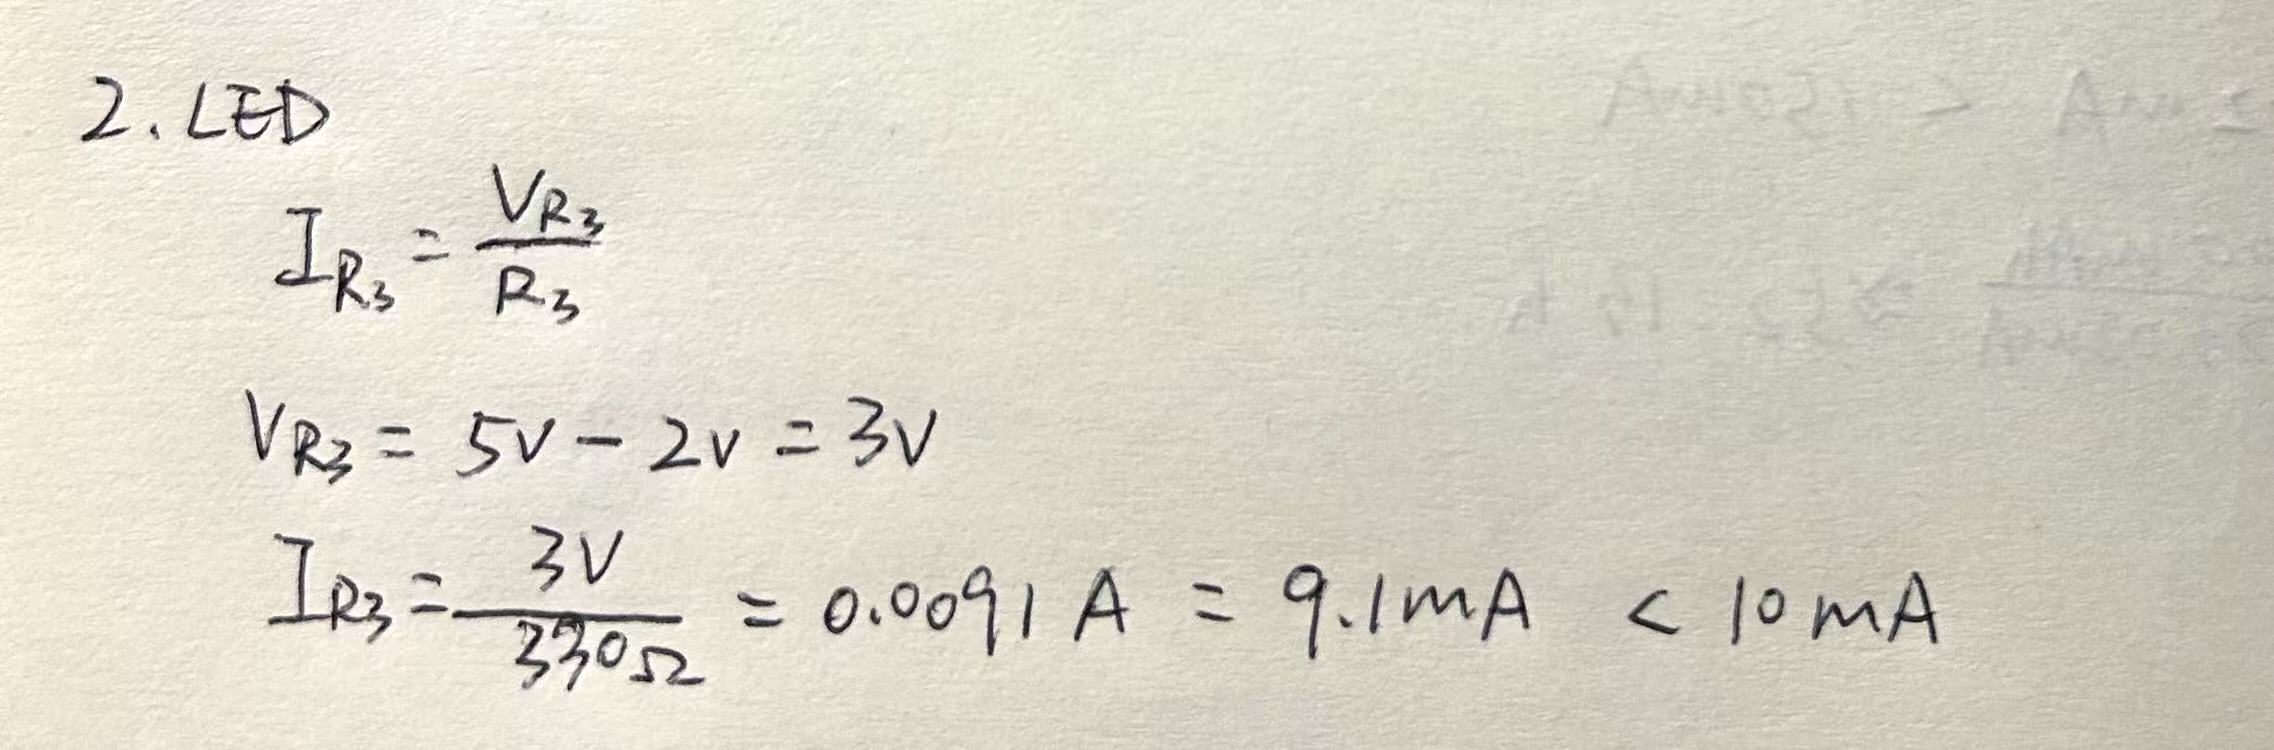 2. LED
I_R3 = V_R3 / R3
V_R3 = 5V - 2V = 3V
I_R3 = 3V / 330Ω = 0.0091 A = 9.1mA < 10mA